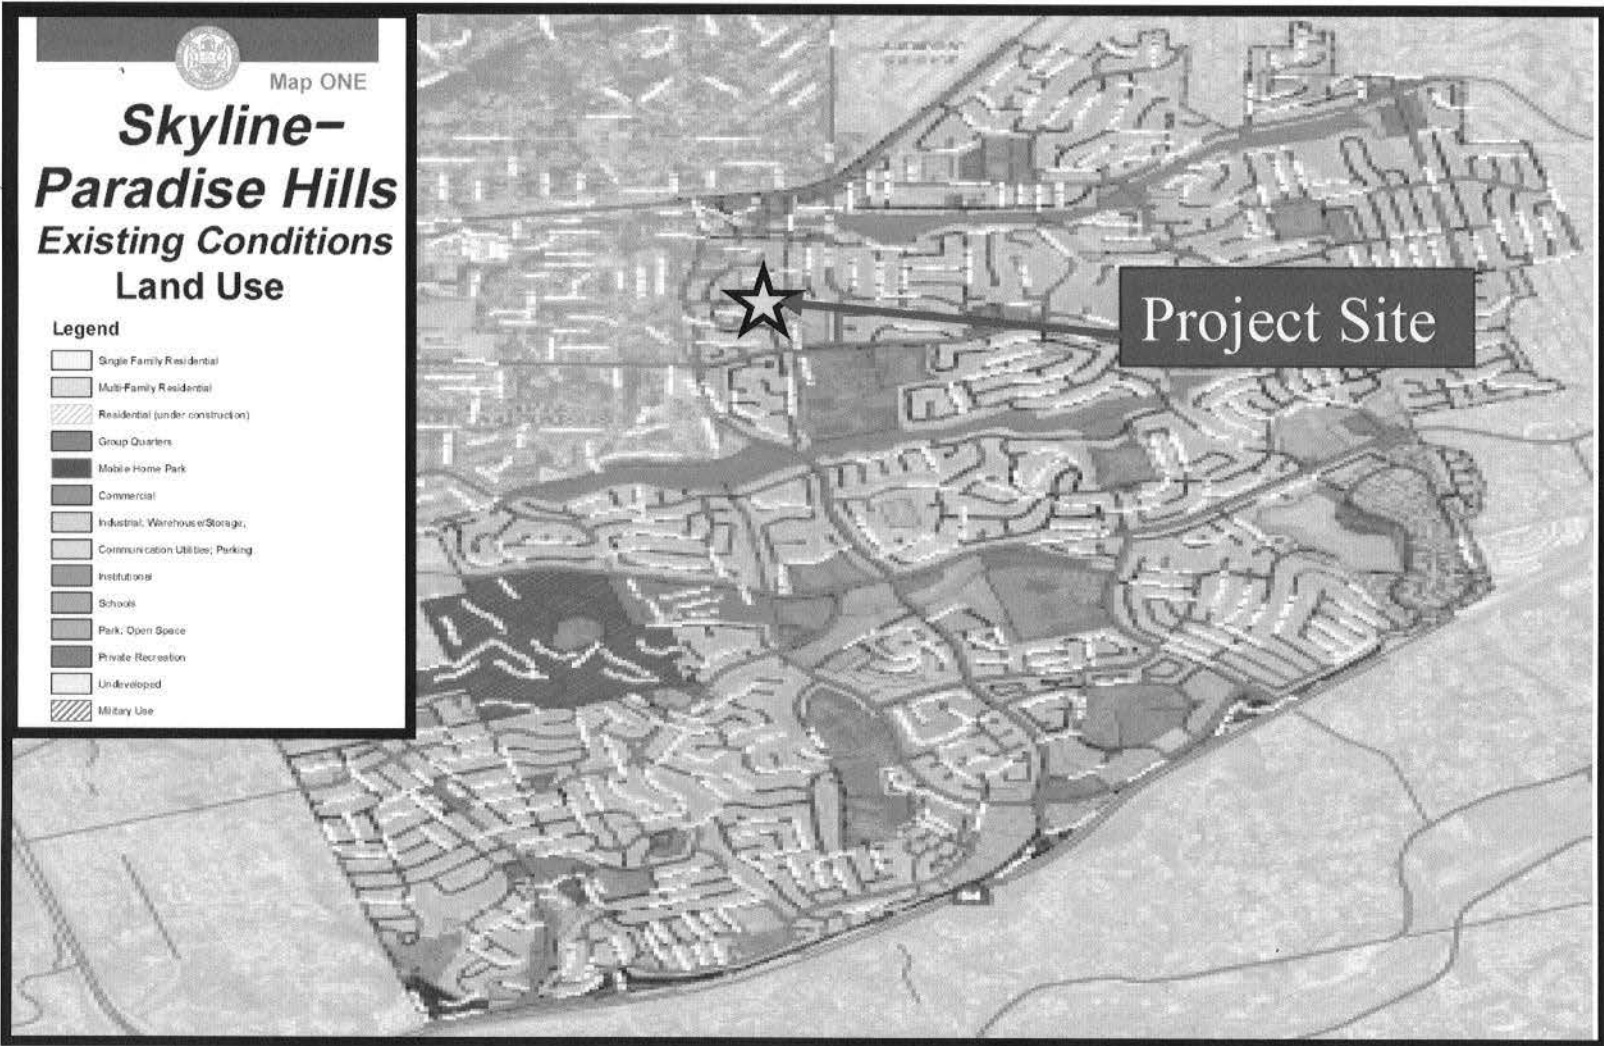 Map ONE
Skyline–
Paradise Hills
Existing Conditions
Land Use
Legend
Single Family Residential
Multi-Family Residential
Residential (under construction)
Group Quarters
Mobile Home Park
Commercial
Industrial, Warehouse/Storage,
Communication Utilities; Parking
Institutional
Schools
Park; Open Space
Private Recreation
Undeveloped
Military Use
Project Site